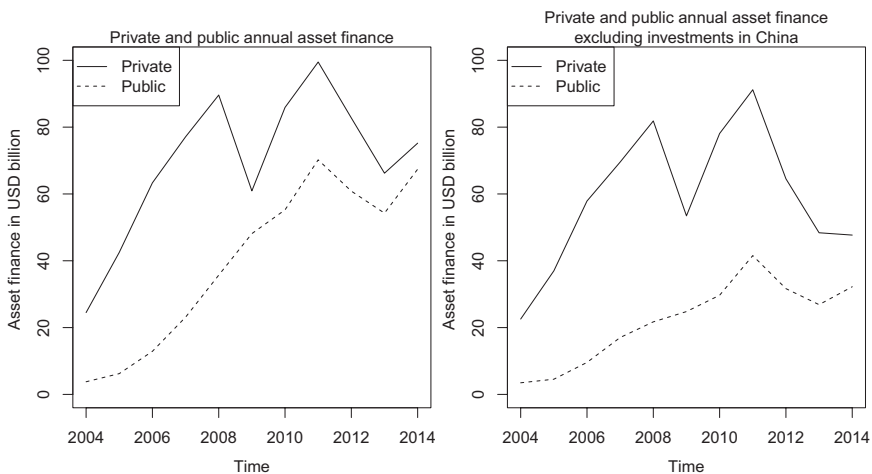 Private and public annual asset finance
Private
Public
Asset finance in USD billion
100
80
60
40
20
0
2004 2006 2008 2010 2012 2014
Time
Private and public annual asset finance
excluding investments in China
Private
Public
Asset finance in USD billion
100
80
60
40
20
0
2004 2006 2008 2010 2012 2014
Time